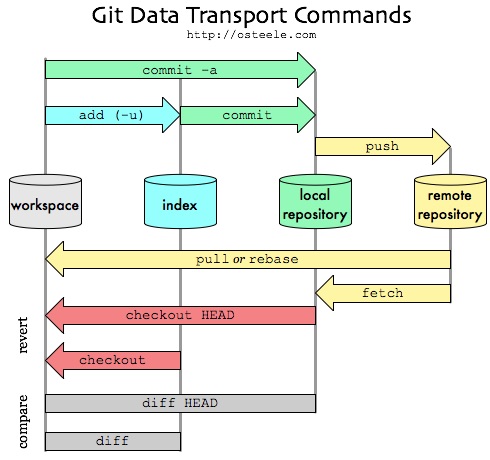 Git Data Transport Commands
http://osteele.com
commit -a
add (-u)
commit
push
workspace
index
local
repository
remote
repository
pull or rebase
fetch
revert
checkout HEAD
checkout
compare
diff HEAD
diff